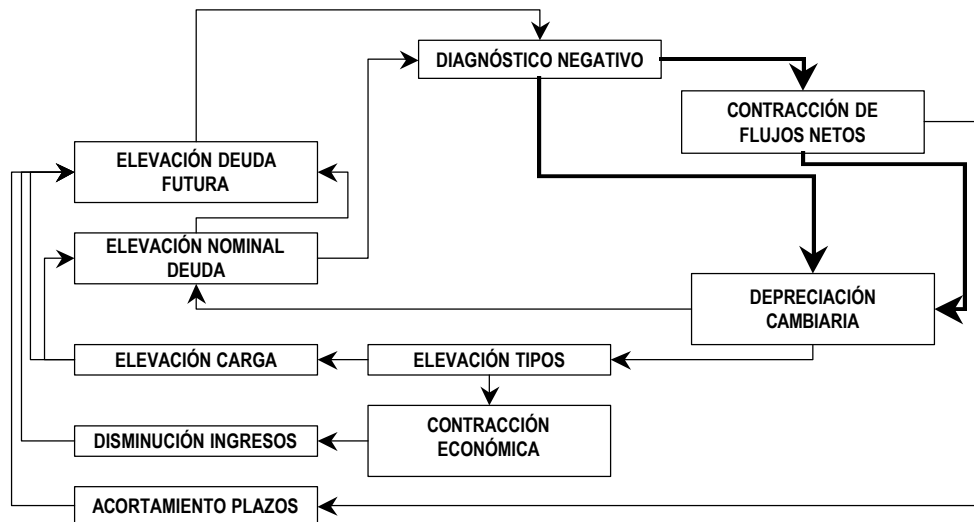 DIAGNÓSTICO NEGATIVO
CONTRACCIÓN DE
FLUJOS NETOS
ELEVACIÓN DEUDA
FUTURA
ELEVACIÓN NOMINAL
DEUDA
DEPRECIACIÓN
CAMBIARIA
ELEVACIÓN CARGA
ELEVACIÓN TIPOS
CONTRACCIÓN
ECONÓMICA
DISMINUCIÓN INGRESOS
ACORTAMIENTO PLAZOS